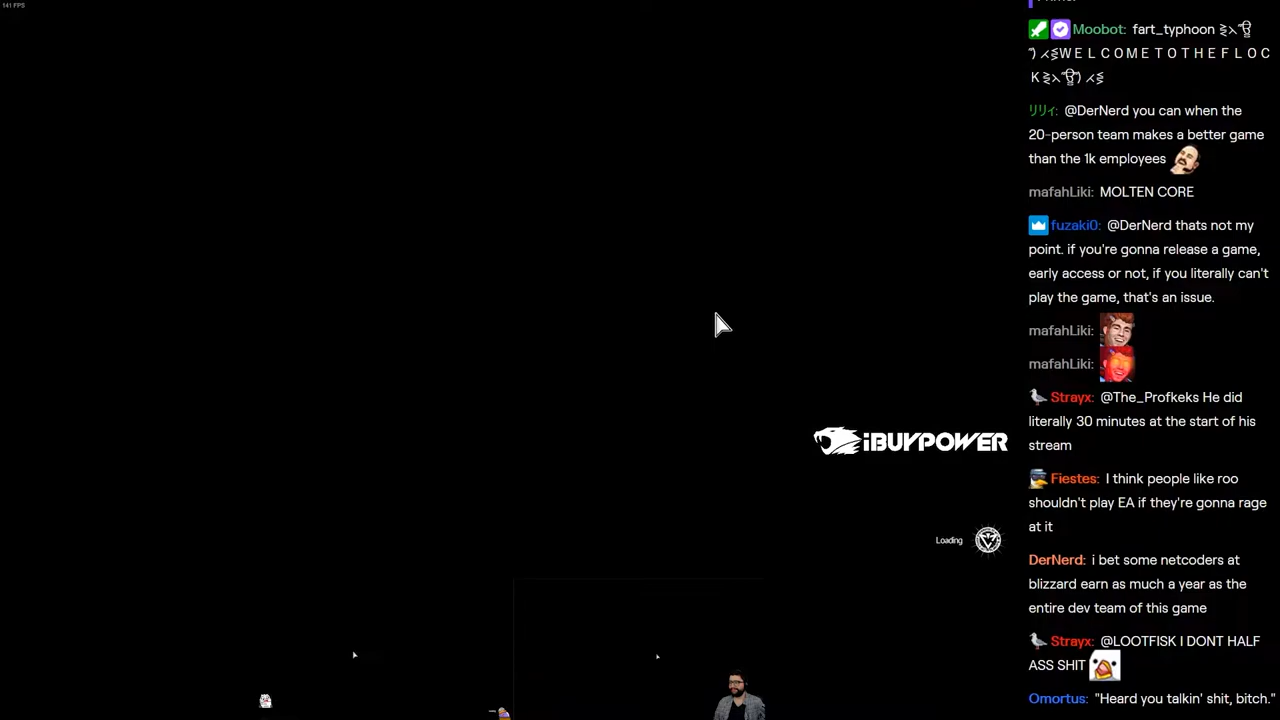 141 FPS
Moobot: fart_typhoon
W E L C O M E T O T H E F L O C
K
リリィ: @DerNerd you can when the
20-person team makes a better game
than the 1k employees
mafahLiki: MOLTEN CORE
fuzaki0: @DerNerd thats not my
point. if you're gonna release a game,
early access or not, if you literally can't
play the game, that's an issue.
mafahLiki:
mafahLiki:
Strayx: @The_Profkeks He did
literally 30 minutes at the start of his
stream
iBUYPOWER
Fiestes: I think people like roo
shouldn't play EA if they're gonna rage
at it
Loading
DerNerd: i bet some netcoders at
blizzard earn as much a year as the
entire dev team of this game
Strayx: @LOOTFISK I DONT HALF
ASS SHIT
Omortus: "Heard you talkin' shit, bitch."